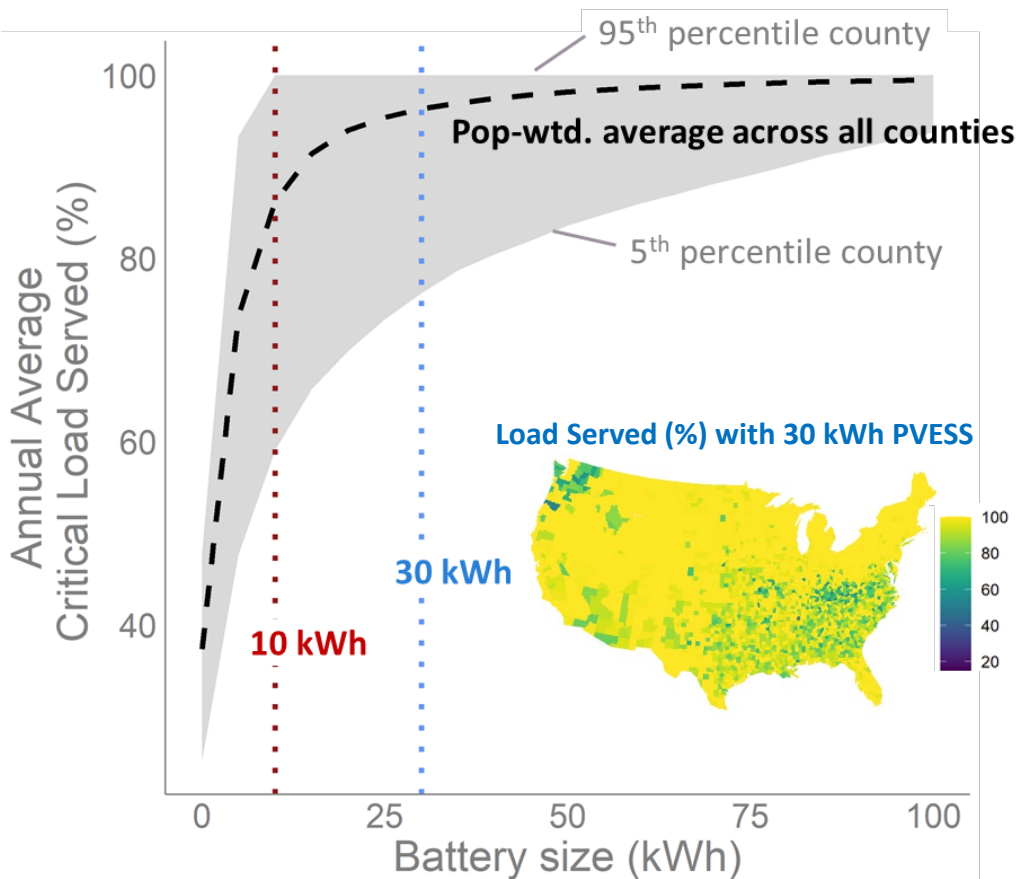 95th percentile county
100
Pop-wtd. average across all counties
80
5th percentile county
Annual Average
Critical Load Served (%)
60
Load Served (%) with 30 kWh PVESS
100
80
60
40
20
30 kWh
40
10 kWh
0
25
50
75
100
Battery size (kWh)